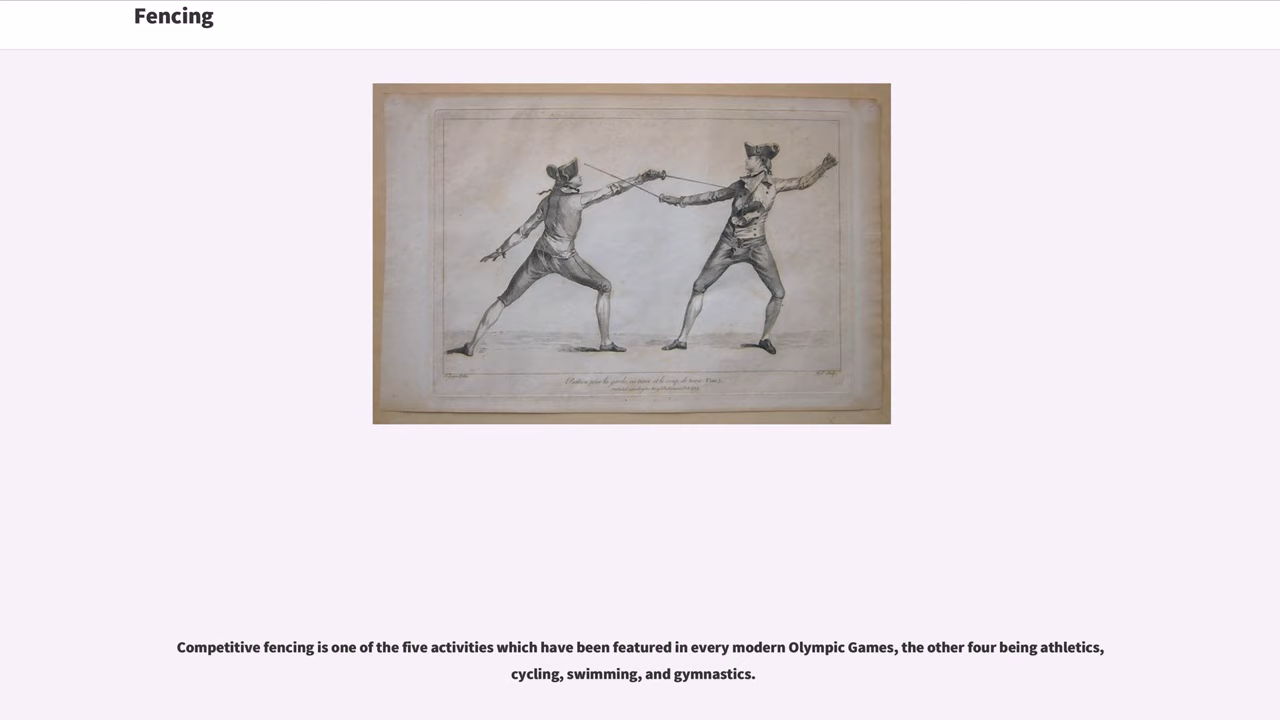 Fencing
Competitive fencing is one of the five activities which have been featured in every modern Olympic Games, the other four being athletics,
cycling, swimming, and gymnastics.